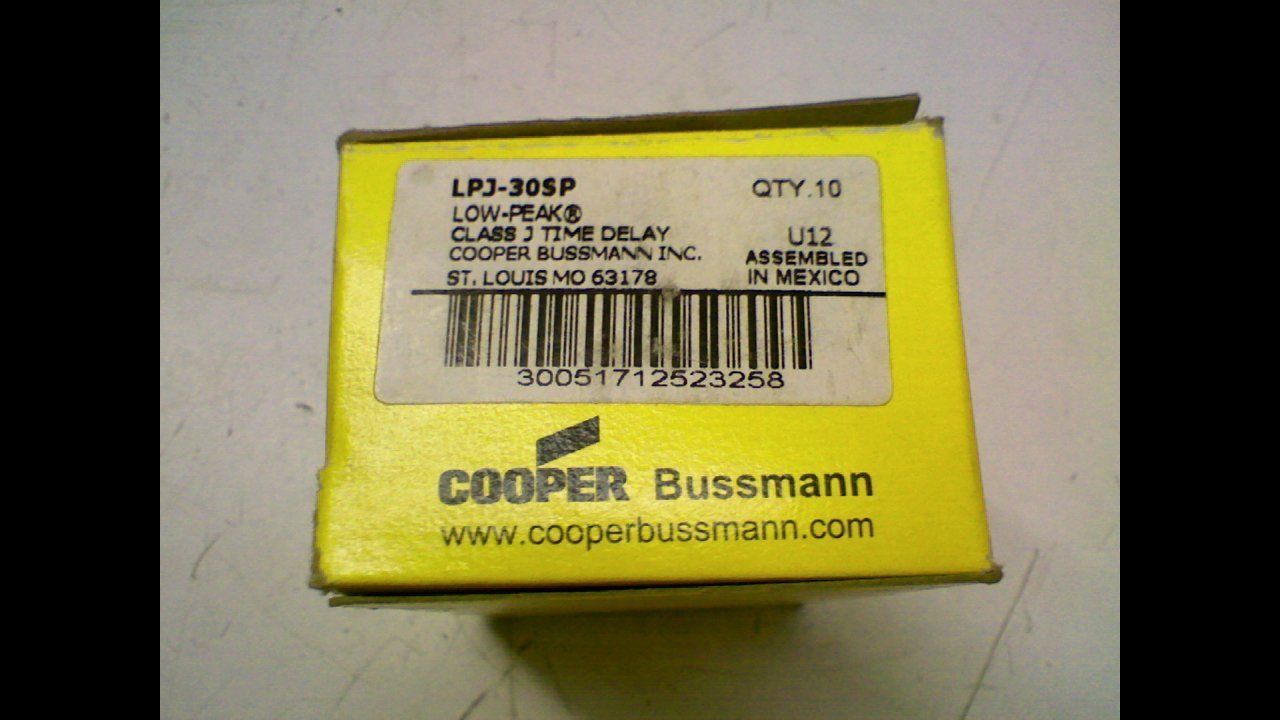 LPJ-30SP QTY.10
LOW-PEAK®
CLASS J TIME DELAY U12
COOPER BUSSMANN INC. ASSEMBLED
ST. LOUIS MO 63178 IN MEXICO
30051712523258
COOPER Bussmann
www.cooperbussmann.com